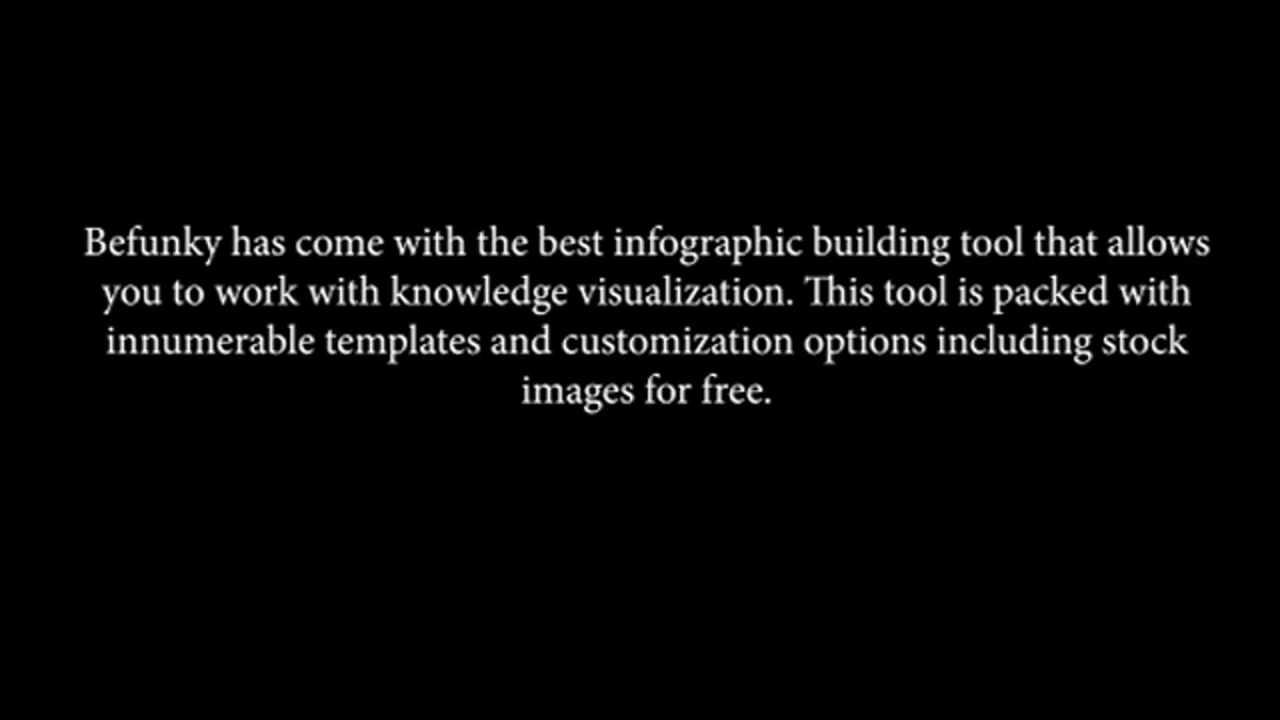 Befunky has come with the best infographic building tool that allows
you to work with knowledge visualization. This tool is packed with
innumerable templates and customization options including stock
images for free.